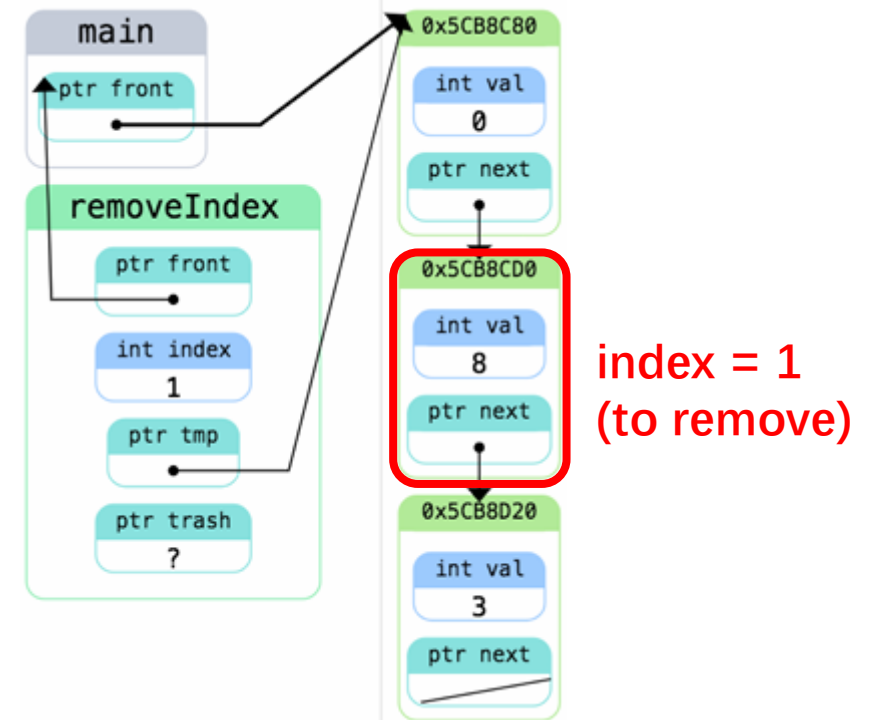 main
ptr front
removeIndex
ptr front
int index
1
ptr tmp
ptr trash
?
0x5CB8C80
int val
0
ptr next
0x5CB8CD0
int val
8
ptr next
0x5CB8D20
int val
3
ptr next
index = 1
(to remove)